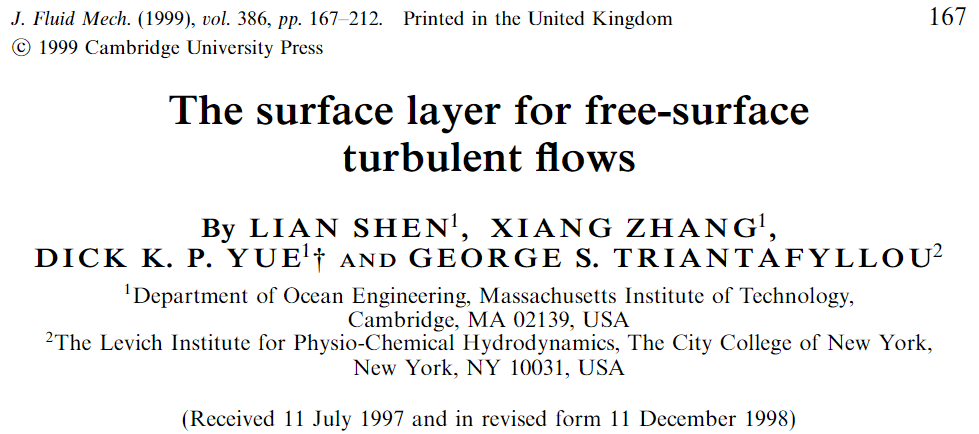 J. Fluid Mech. (1999), vol. 386, pp. 167–212. Printed in the United Kingdom 167
© 1999 Cambridge University Press
The surface layer for free-surface
turbulent flows
By LIAN SHEN1, XIANG ZHANG1,
DICK K. P. YUE1† AND GEORGE S. TRIANTAFYLLOU2
1Department of Ocean Engineering, Massachusetts Institute of Technology,
Cambridge, MA 02139, USA
2The Levich Institute for Physio-Chemical Hydrodynamics, The City College of New York,
New York, NY 10031, USA
(Received 11 July 1997 and in revised form 11 December 1998)